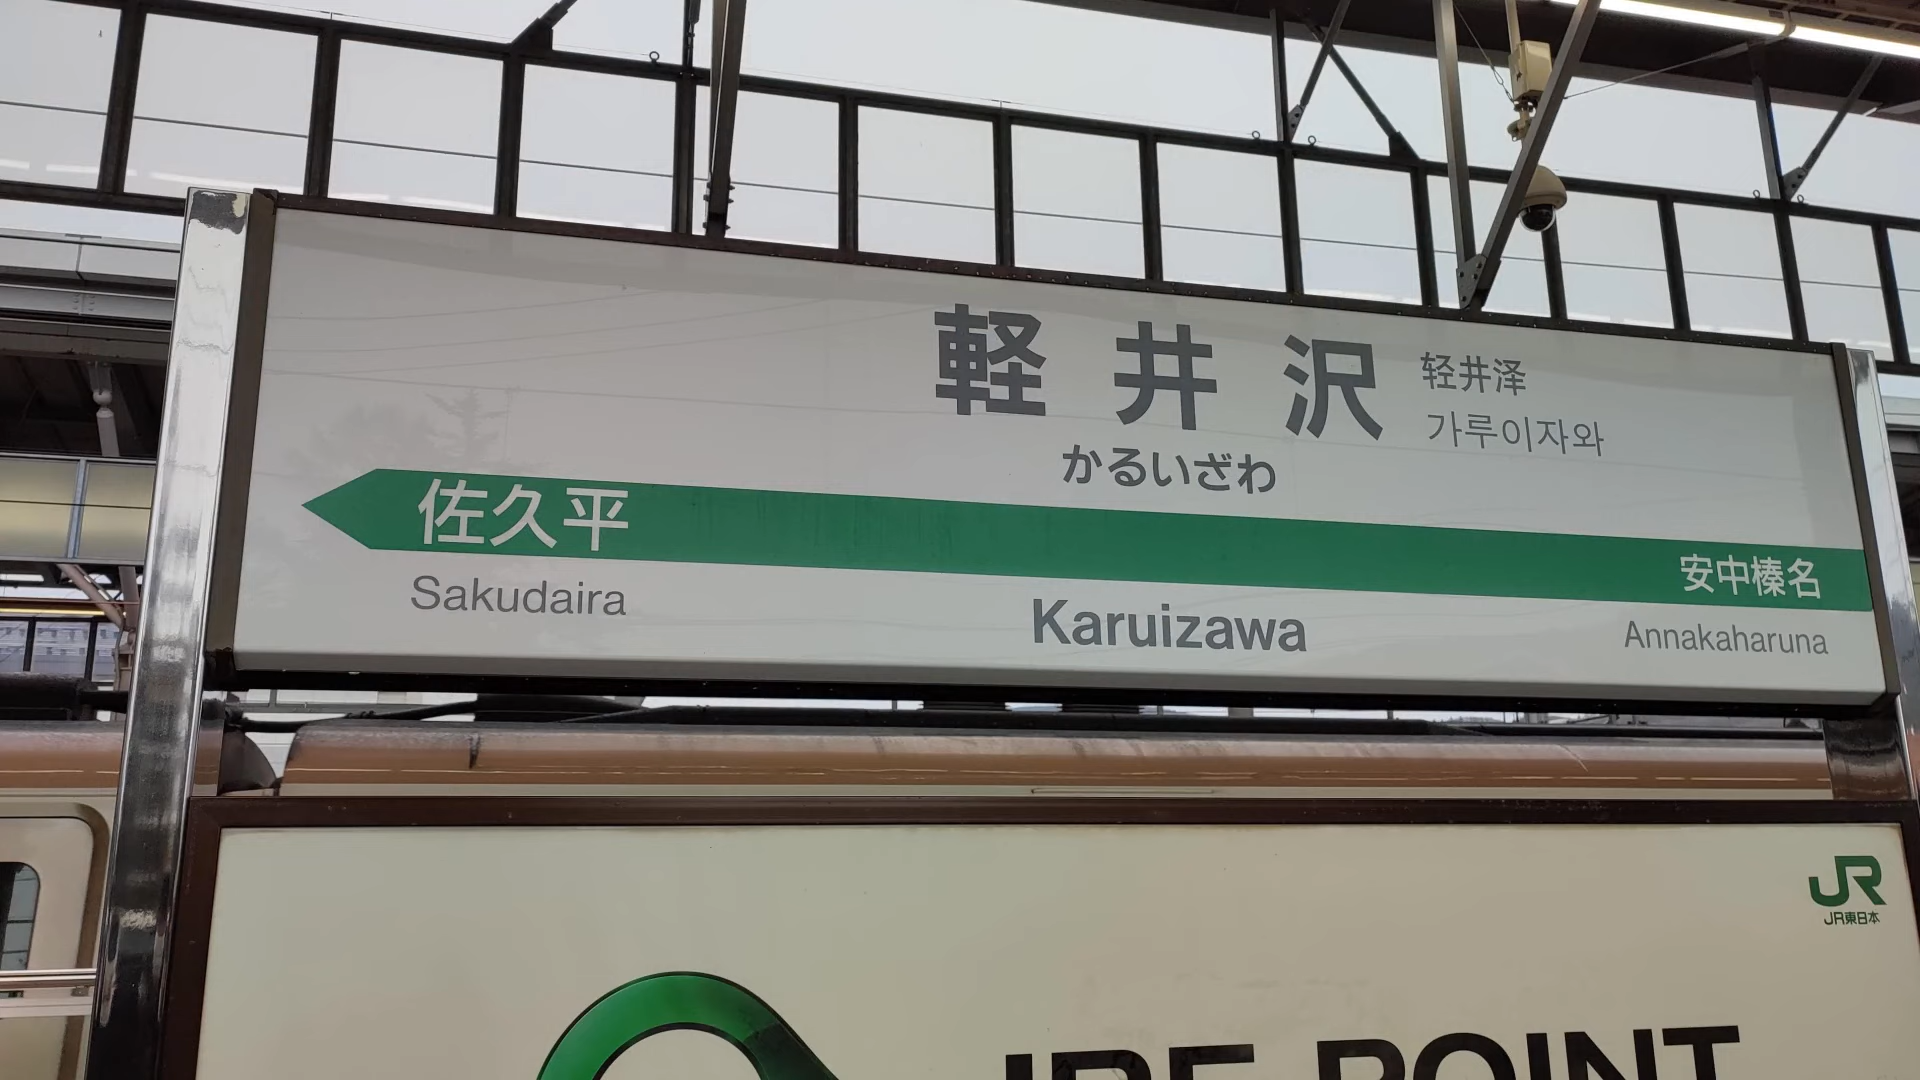 軽井沢
轻井泽
가루이자와
かるいざわ
佐久平
安中榛名
Sakudaira
Karuizawa
Annakaharuna
JR
JR東日本
JRE POINT